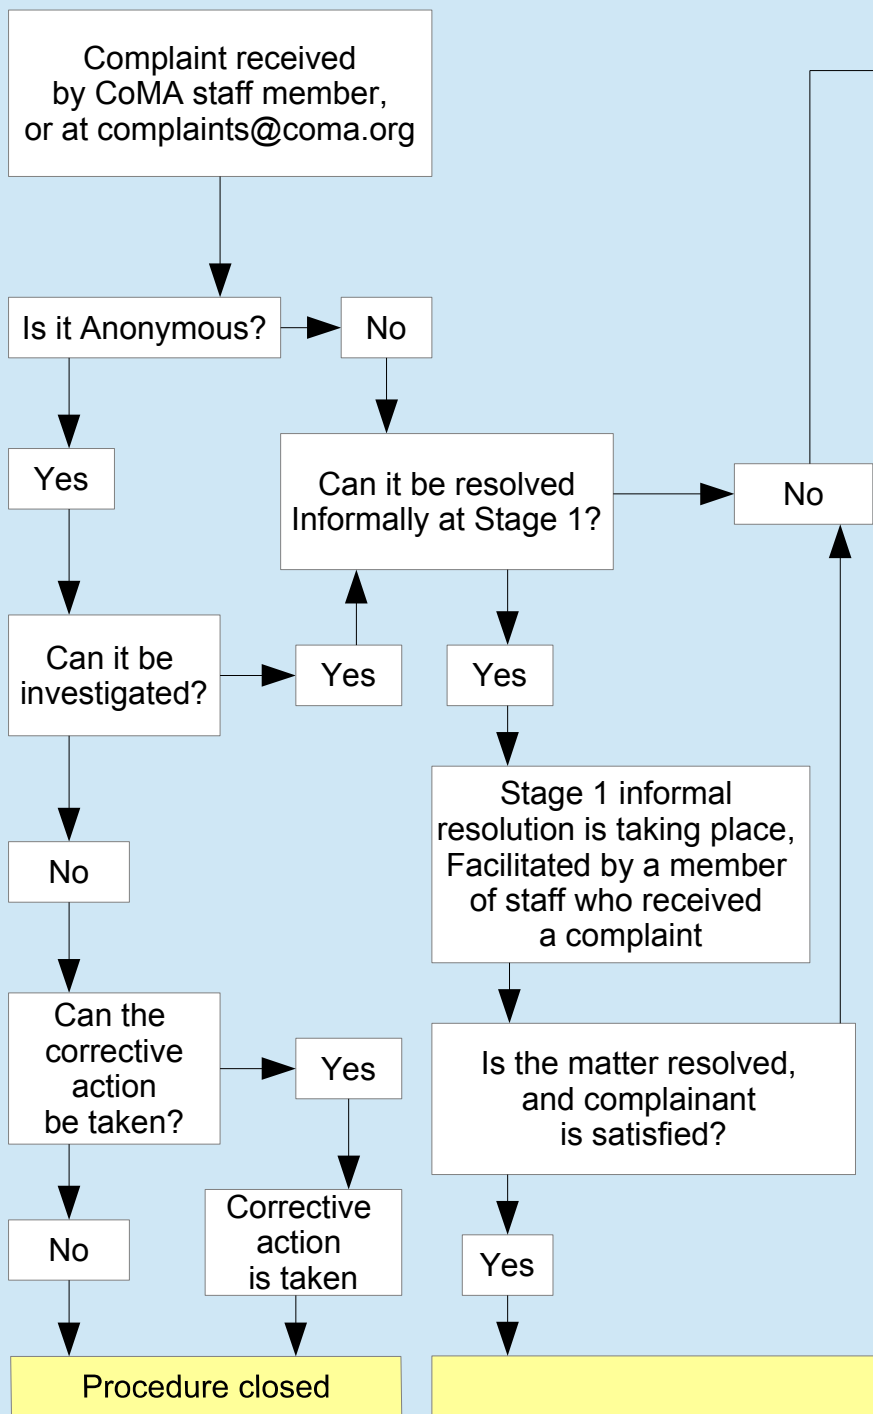 Complaint received
by CoMA staff member,
or at complaints@coma.org
Is it Anonymous?
No
Yes
Can it be resolved
Informally at Stage 1?
No
Can it be
investigated?
Yes
Yes
Stage 1 informal
resolution is taking place,
Facilitated by a member
of staff who received
a complaint
No
Can the
corrective
action
be taken?
Yes
Is the matter resolved,
and complainant
is satisfied?
Corrective
action
is taken
No
Yes
Procedure closed